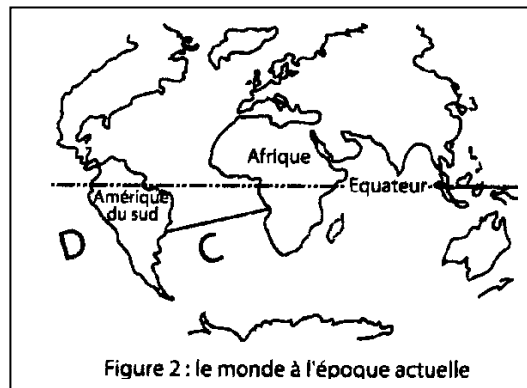 Afrique
Equateur
Amérique
du sud
D
C
Figure 2 : le monde à l'époque actuelle